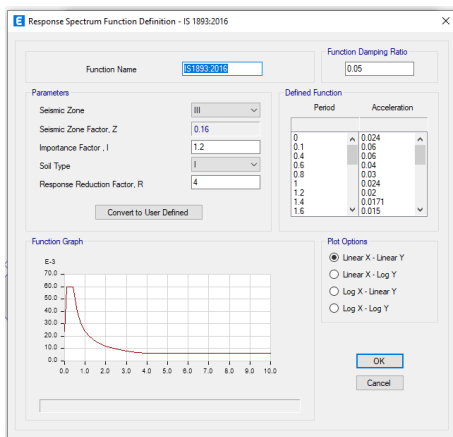 E Response Spectrum Function Definition - IS 1893:2016
Function Name IS1893:2016
Function Damping Ratio
0.05
Parameters
Seismic Zone III
Seismic Zone Factor, Z 0.16
Importance Factor , I 1.2
Soil Type I
Response Reduction Factor, R 4
Convert to User Defined
Defined Function
Period Acceleration
0 0.024
0.1 0.06
0.4 0.06
0.6 0.04
0.8 0.03
1 0.024
1.2 0.02
1.4 0.0171
1.6 0.015
Function Graph
E-3
70.0
60.0
50.0
40.0
30.0
20.0
10.0
0.0
0.0 1.0 2.0 3.0 4.0 5.0 6.0 7.0 8.0 9.0 10.0
Plot Options
Linear X - Linear Y
Linear X - Log Y
Log X - Linear Y
Log X - Log Y
OK
Cancel